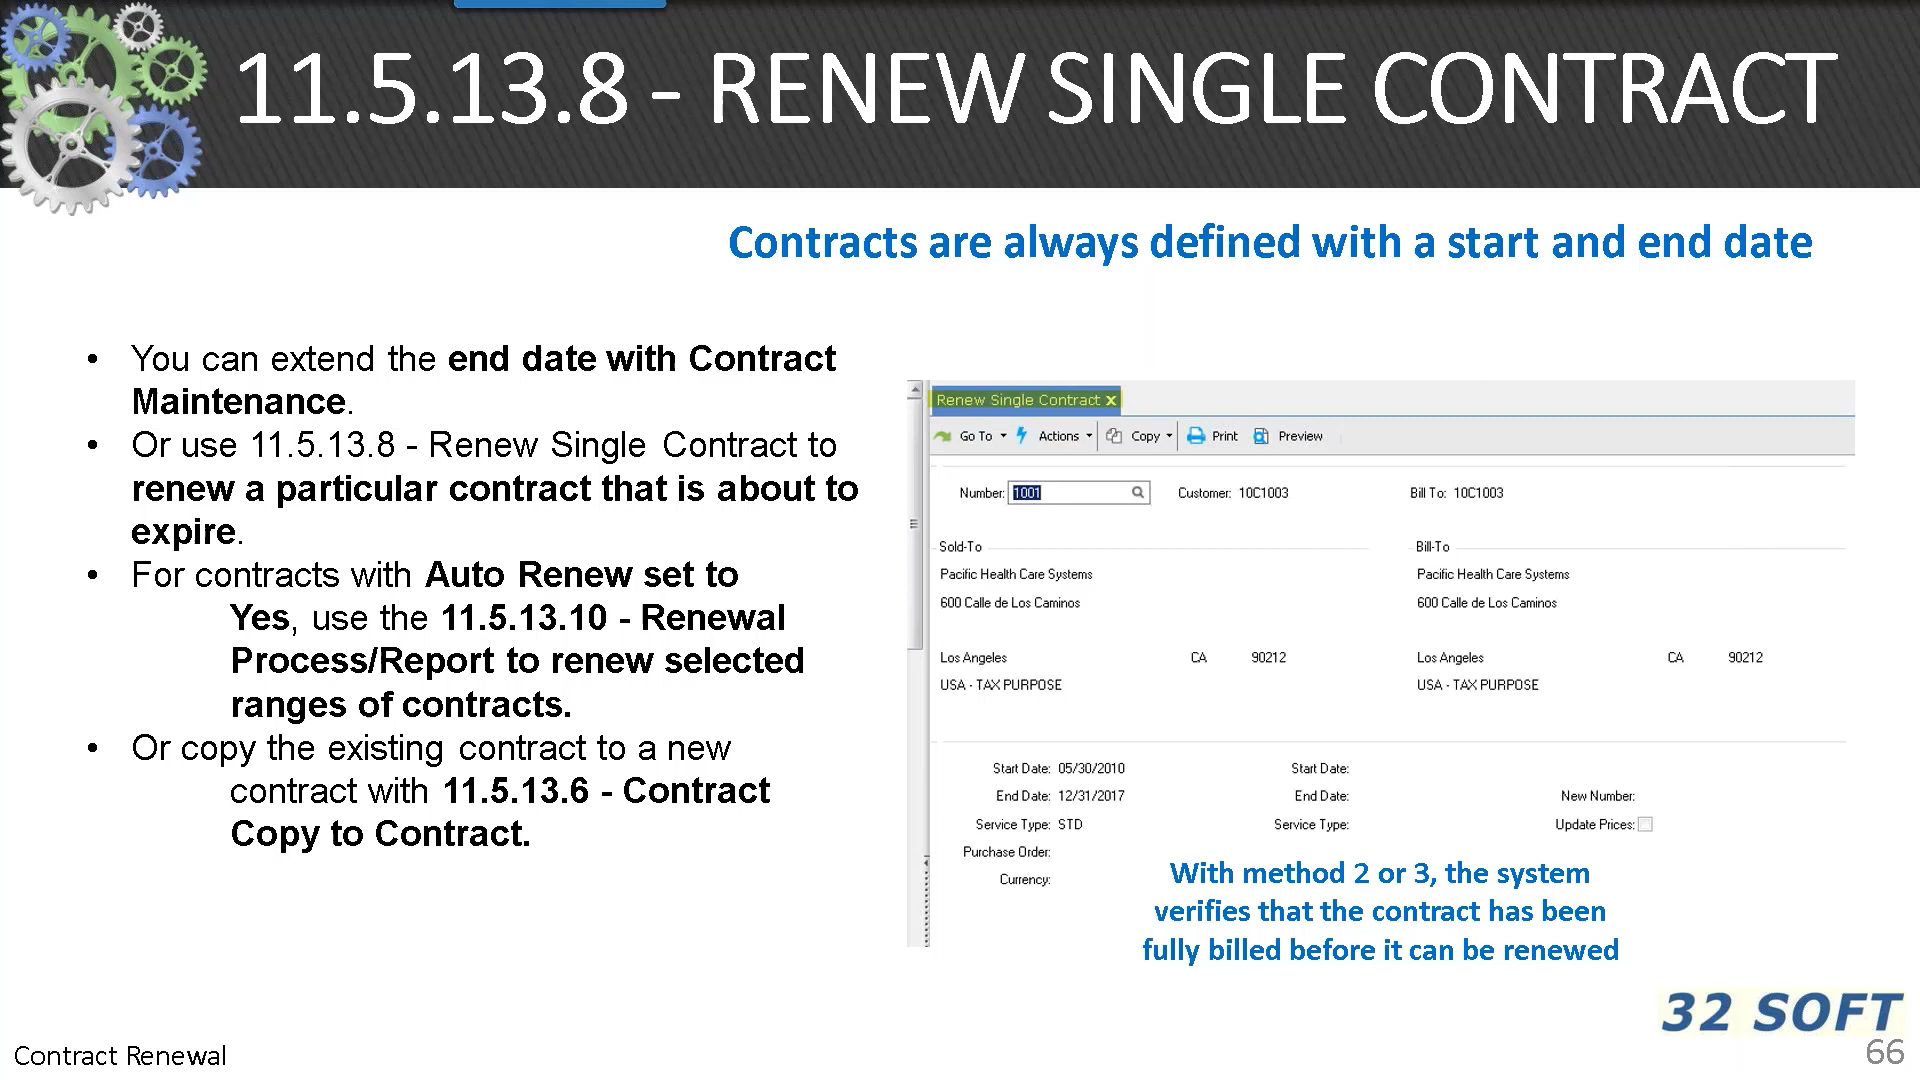 11.5.13.8 - RENEW SINGLE CONTRACT
Contracts are always defined with a start and end date
• You can extend the end date with Contract
Maintenance.
• Or use 11.5.13.8 - Renew Single Contract to
renew a particular contract that is about to
expire.
• For contracts with Auto Renew set to
Yes, use the 11.5.13.10 - Renewal
Process/Report to renew selected
ranges of contracts.
• Or copy the existing contract to a new
contract with 11.5.13.6 - Contract
Copy to Contract.
Renew Single Contract x
Go To Actions Copy Print Preview
Number: 1001 Customer: 10C1003 Bill To: 10C1003
Sold-To Bill-To
Pacific Health Care Systems Pacific Health Care Systems
600 Calle de Los Caminos 600 Calle de Los Caminos
Los Angeles CA 90212 Los Angeles CA 90212
USA - TAX PURPOSE USA - TAX PURPOSE
Start Date: 05/30/2010 Start Date:
End Date: 12/31/2017 End Date: New Number:
Service Type: STD Service Type: Update Prices:
Purchase Order:
Currency:
With method 2 or 3, the system
verifies that the contract has been
fully billed before it can be renewed
32 SOFT
Contract Renewal 66